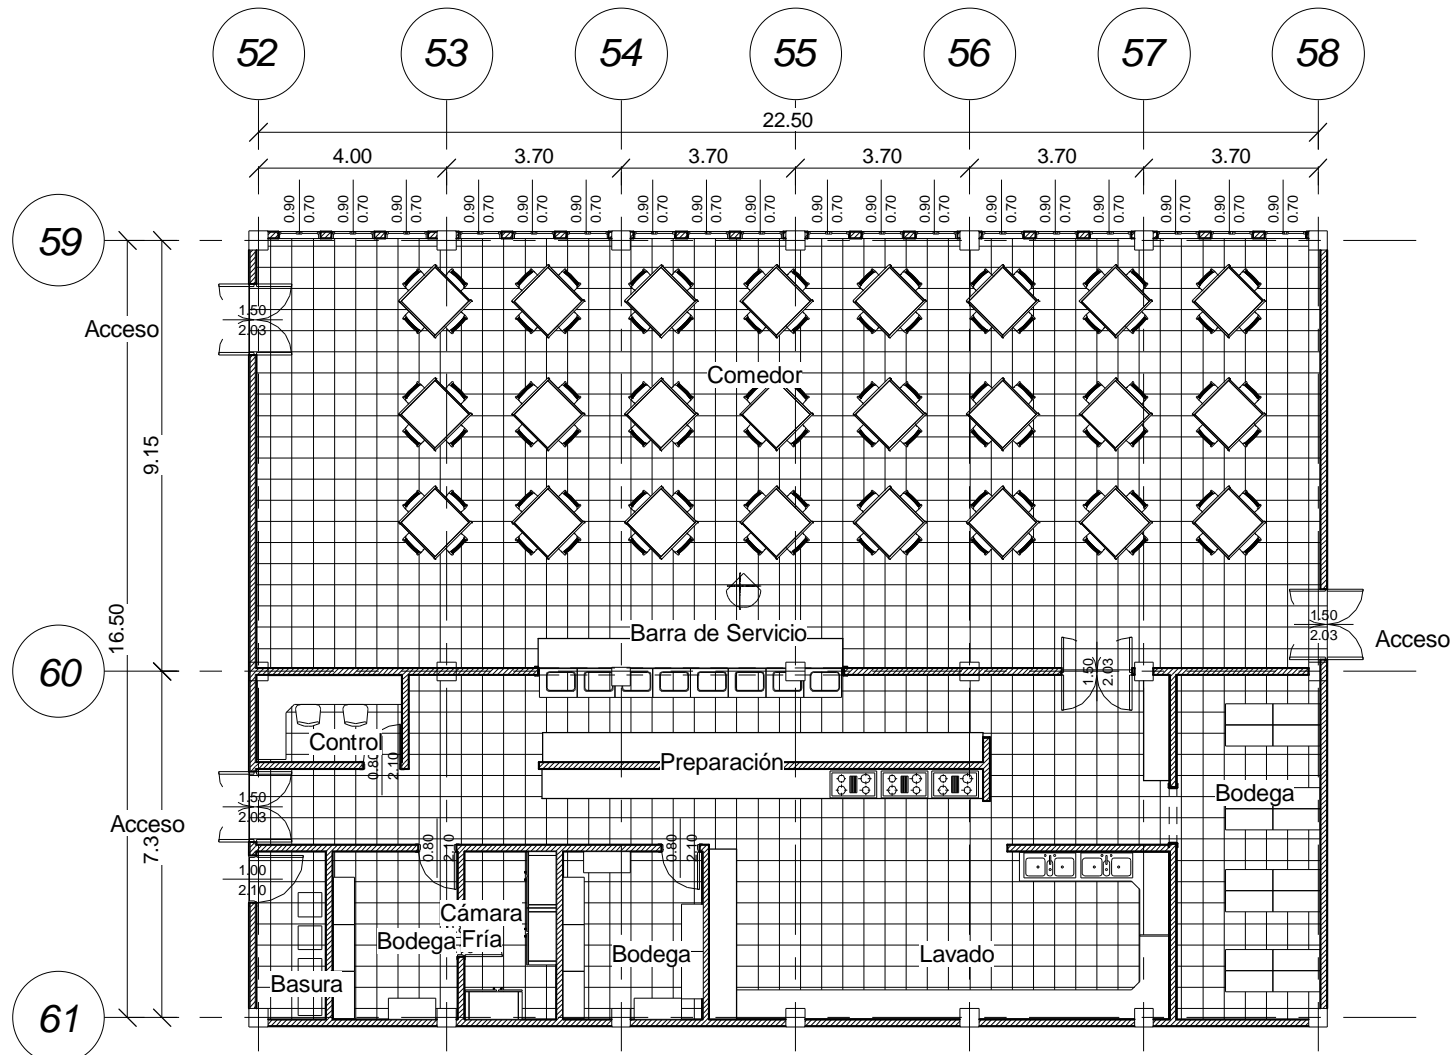 52 53 54 55 56 57 58
22.50
4.00 3.70 3.70 3.70 3.70 3.70
0.90 0.90 0.90 0.90 0.90 0.90 0.90 0.90 0.90 0.90 0.90 0.90 0.90 0.90 0.90 0.90 0.90 0.90
0.70 0.70 0.70 0.70 0.70 0.70 0.70 0.70 0.70 0.70 0.70 0.70 0.70 0.70 0.70 0.70 0.70 0.70
59
1.50
Acceso
2.03
Comedor
9.15
16.50
1.50
Barra de Servicio
2.03
Acceso
60
1.50
2.03
Control
0.80
2.10
Preparación
1.50
2.03
Bodega
Acceso
7.3
0.80
2.10
0.80
2.10
1.00
2.10
Cámara
Fría
Bodega
Bodega
Lavado
Basura
61